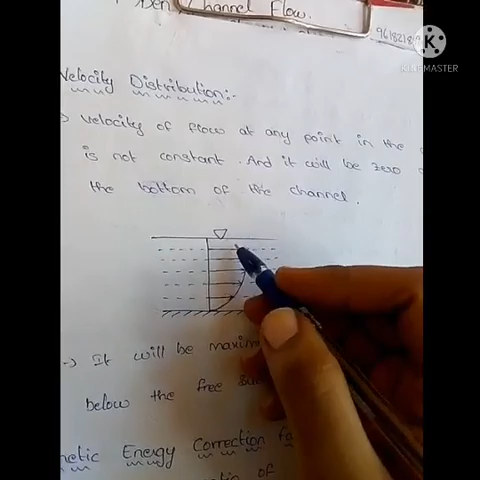 Channel Flow.
KINEMASTER
Velocity Distribution:-
velocity of flow at any point in the
is not constant. And it will be zero
the bottom of the channel.
-> It will be
below the free
Energy Correction
of